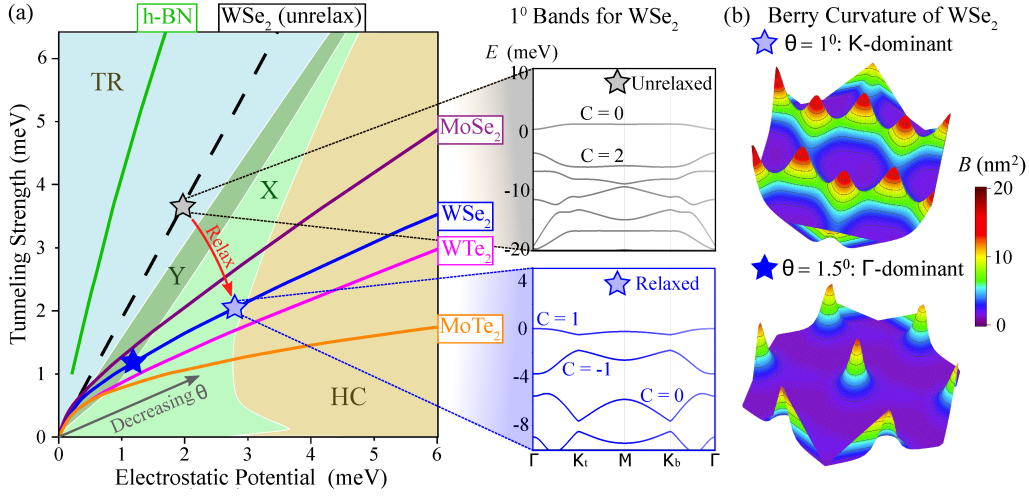 (a)
h-BN
WSe2 (unrelax)
1⁰ Bands for WSe2
(b)
Berry Curvature of WSe2
Tunneling Strength (meV)
6
5
4
3
2
1
0
0
1
2
3
4
5
6
Electrostatic Potential (meV)
TR
X
Y
HC
Relax
Decreasing θ
MoSe2
WSe2
WTe2
MoTe2
E (meV)
10
0
-10
-20
Unrelaxed
C = 0
C = 2
4
0
-4
-8
Relaxed
C = 1
C = -1
C = 0
Γ
Kt
M
Kb
Γ
θ = 1⁰: K-dominant
B (nm²)
20
10
0
θ = 1.5⁰: Γ-dominant